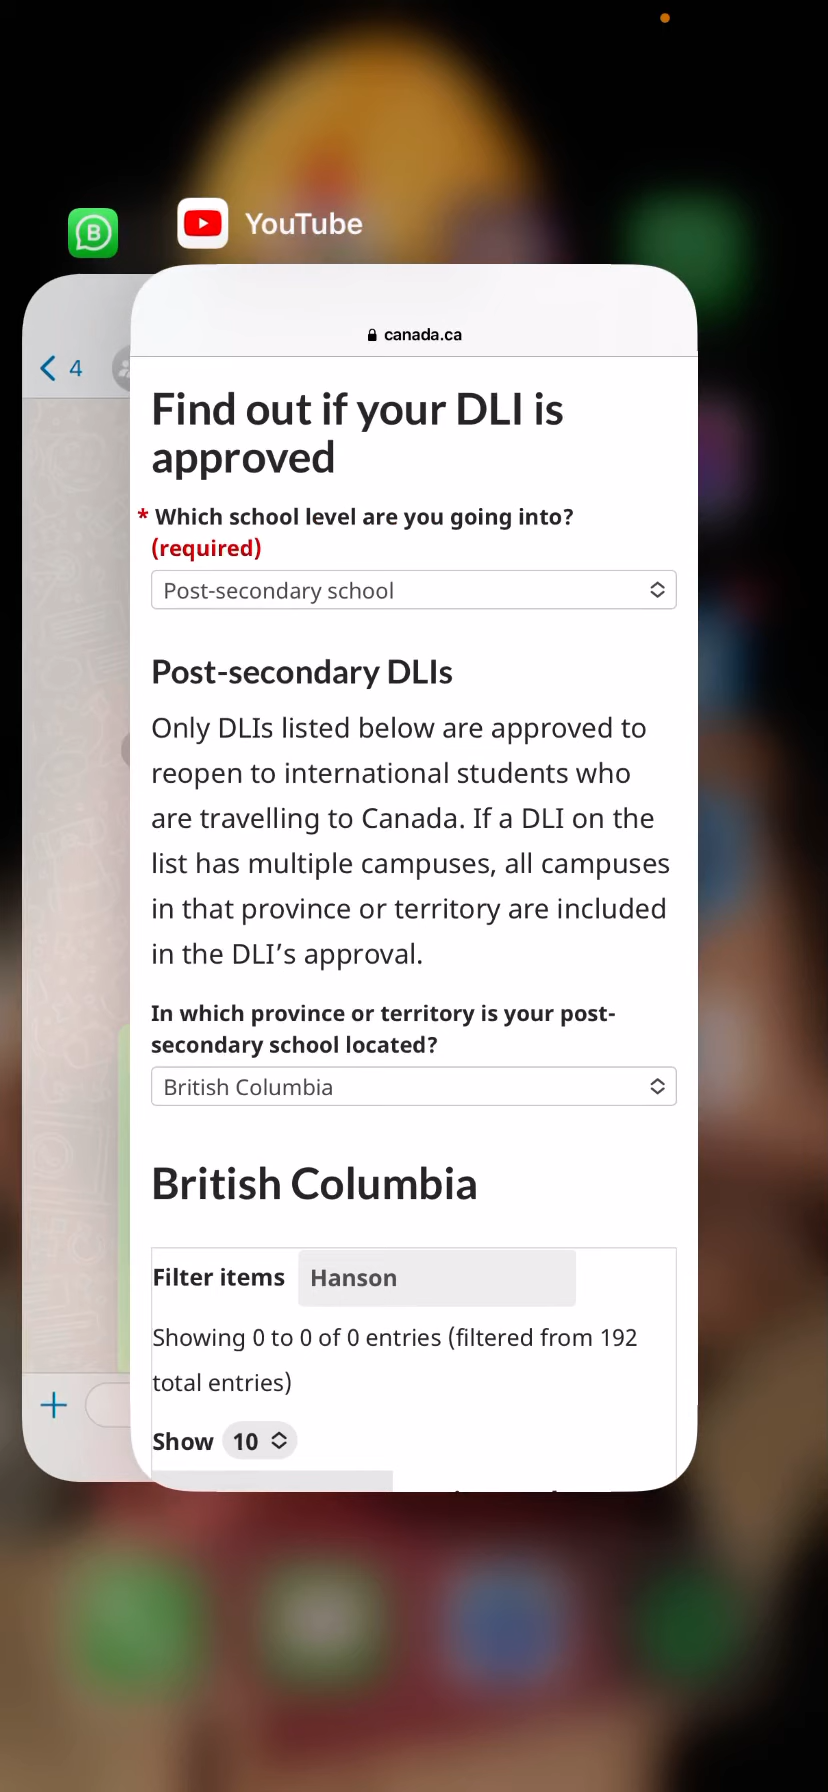 YouTube
canada.ca
4
Find out if your DLI is
approved
* Which school level are you going into?
(required)
Post-secondary school
Post-secondary DLIs
Only DLIs listed below are approved to
reopen to international students who
are travelling to Canada. If a DLI on the
list has multiple campuses, all campuses
in that province or territory are included
in the DLI’s approval.
In which province or territory is your post-
secondary school located?
British Columbia
British Columbia
Filter items Hanson
Showing 0 to 0 of 0 entries (filtered from 192
total entries)
Show 10